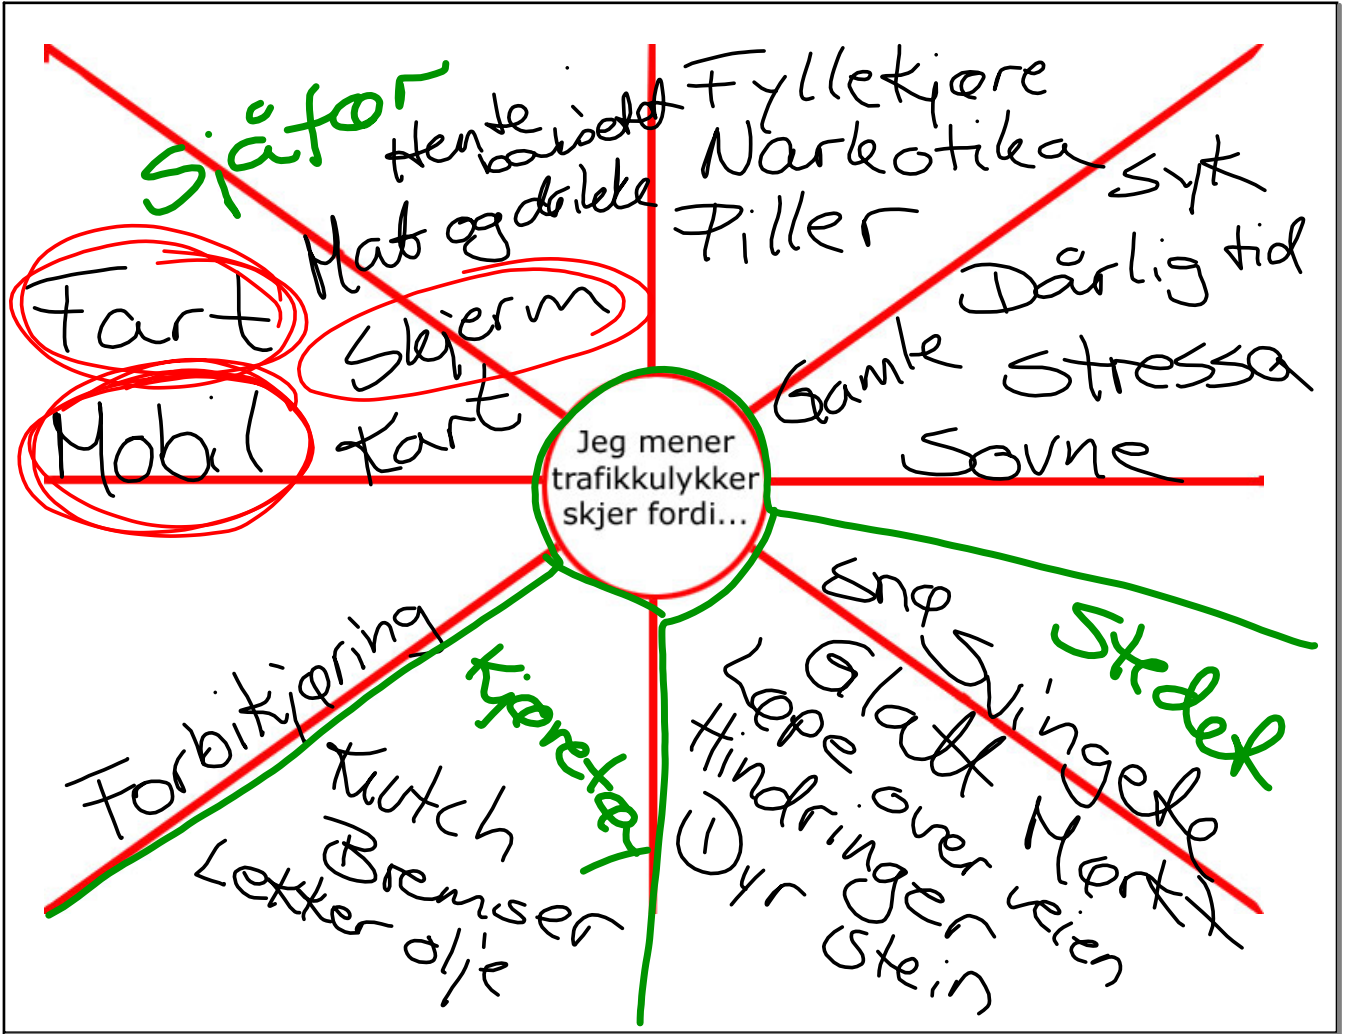 sjåfør
Hente
baksetet
Mat og drikke
Fart
Skjerm
Mobil
Kart
Fyllekjøre
Narkotika
Piller
syk
Dårlig tid
Gamle
stressa
Sovne
Jeg mener
trafikkulykker
skjer fordi...
Stedet
Snø
Svingete
Glatt
Mørkt
Løpe over veien
Hindringer
Dyr
Stein
Kjøretøy
Forbikjøring
Klutch
Bremser
Lekker olje